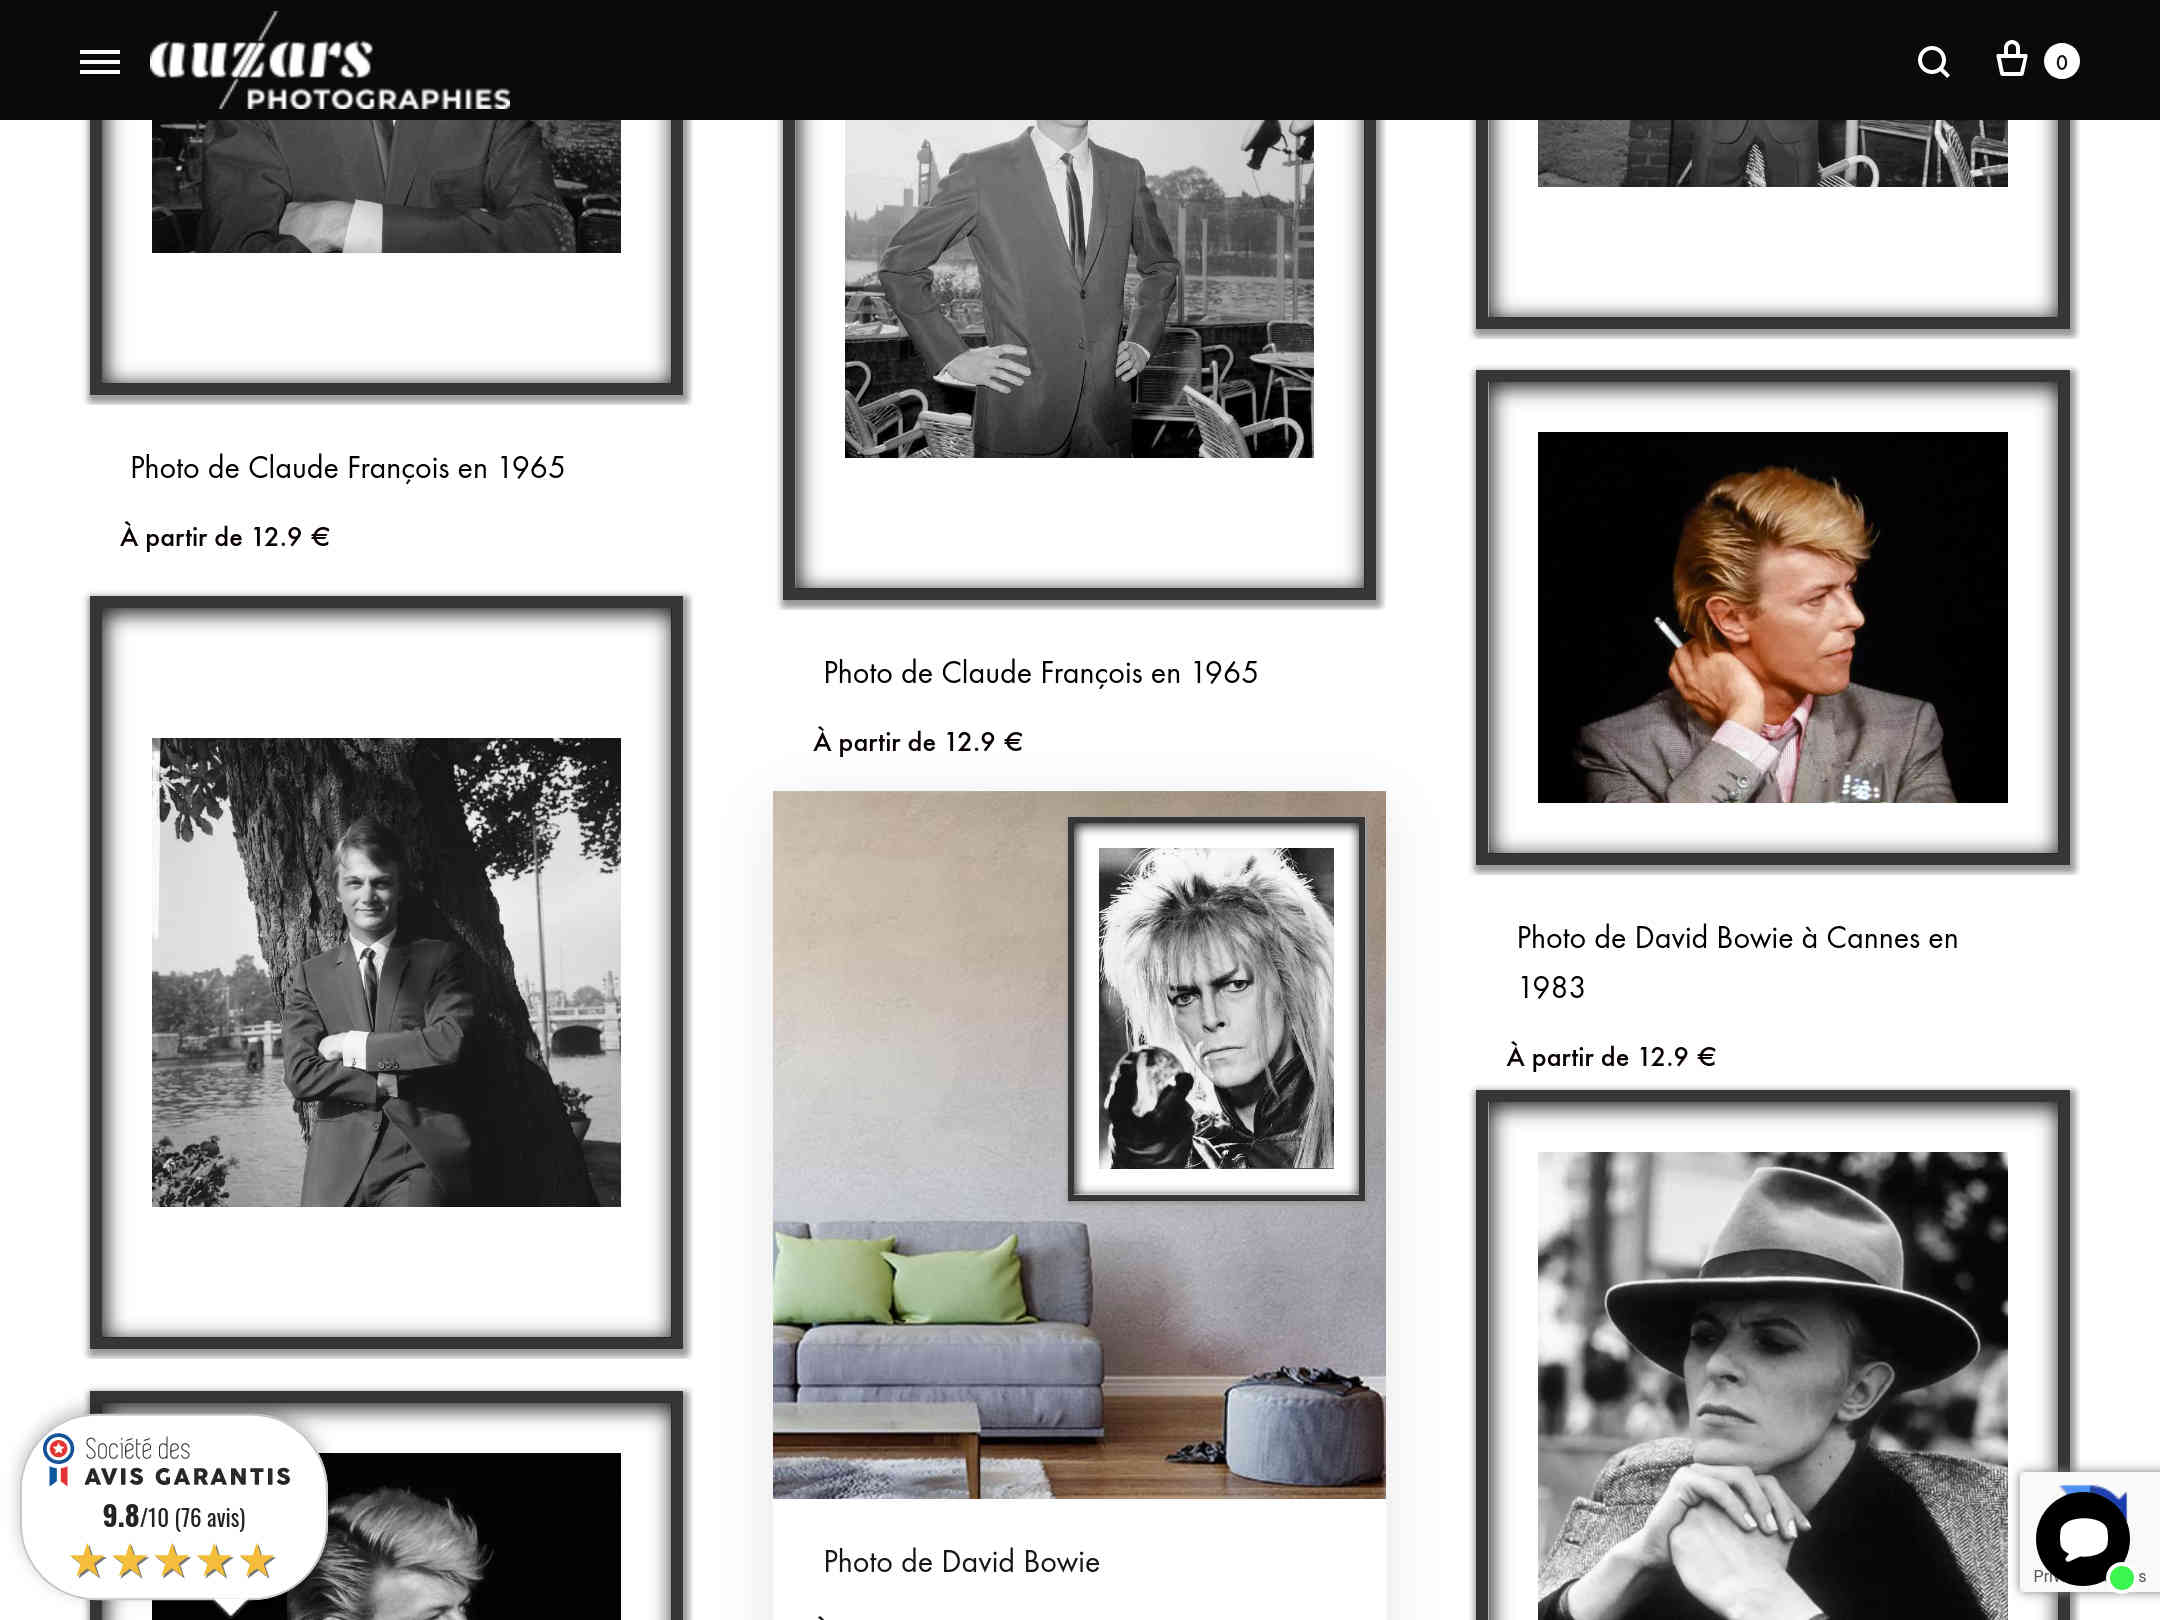 auzars
PHOTOGRAPHIES
0
Photo de Claude François en 1965
À partir de 12.9 €
Photo de Claude François en 1965
À partir de 12.9 €
Photo de David Bowie à Cannes en
1983
À partir de 12.9 €
Photo de David Bowie
Société des
AVIS GARANTIS
9.8/10 (76 avis)